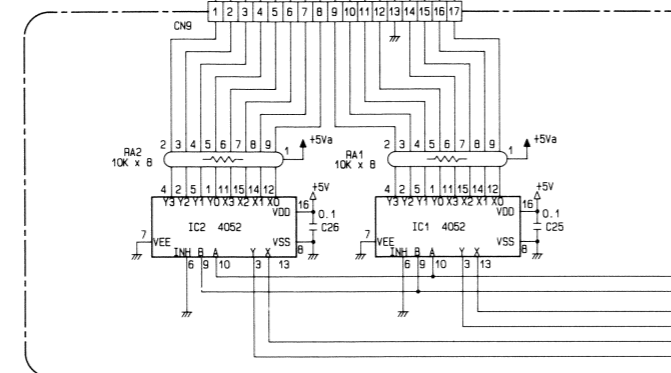 1 2 3 4 5 6 7 8 9 10 11 12 13 14 15 16 17
CN9
2 3 4 5 6 7 8 9 1 +5Va
RA2
10K x 8
2 3 4 5 6 7 8 9 1 +5Va
RA1
10K x 8
4 2 5 1 11 15 14 12
Y3 Y2 Y1 Y0 X3 X2 X1 X0
16 +5V
VDD
0.1
C26
IC2 4052
7
VEE
VSS
8
INH B A Y X
6 9 10 3 13
4 2 5 1 11 15 14 12
Y3 Y2 Y1 Y0 X3 X2 X1 X0
16 +5V
VDD
0.1
C25
IC1 4052
7
VEE
VSS
8
INH B A Y X
6 9 10 3 13